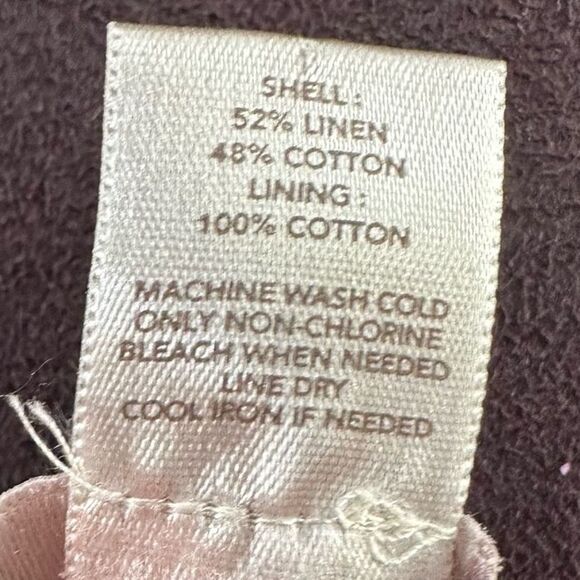 SHELL :
52% LINEN
48% COTTON
LINING :
100% COTTON
MACHINE WASH COLD
ONLY NON-CHLORINE
BLEACH WHEN NEEDED
LINE DRY
COOL IRON IF NEEDED